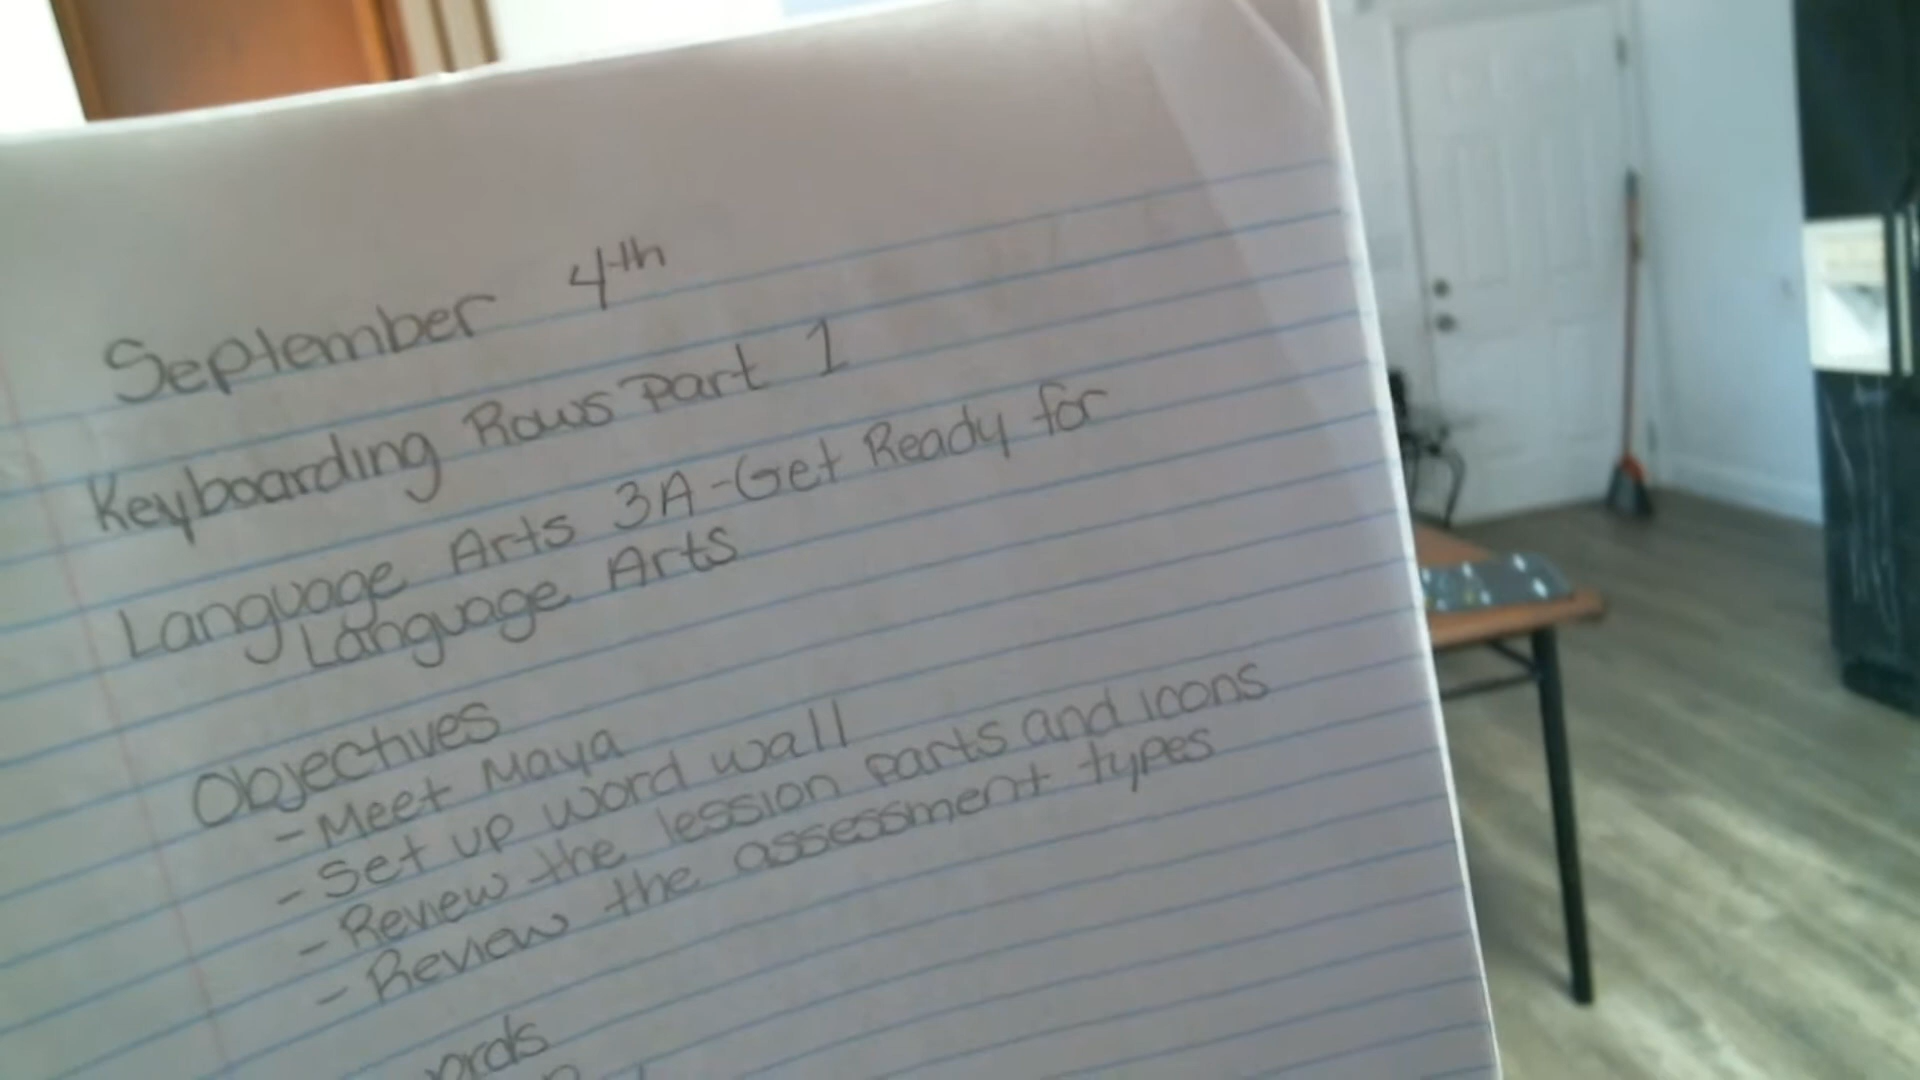 September 4th
Keyboarding Rows Part 1
Language Arts 3A - Get Ready for
Language Arts
Objectives
- Meet Maya
- Set up word wall
- Review the lession parts and icons
- Review the assessment types